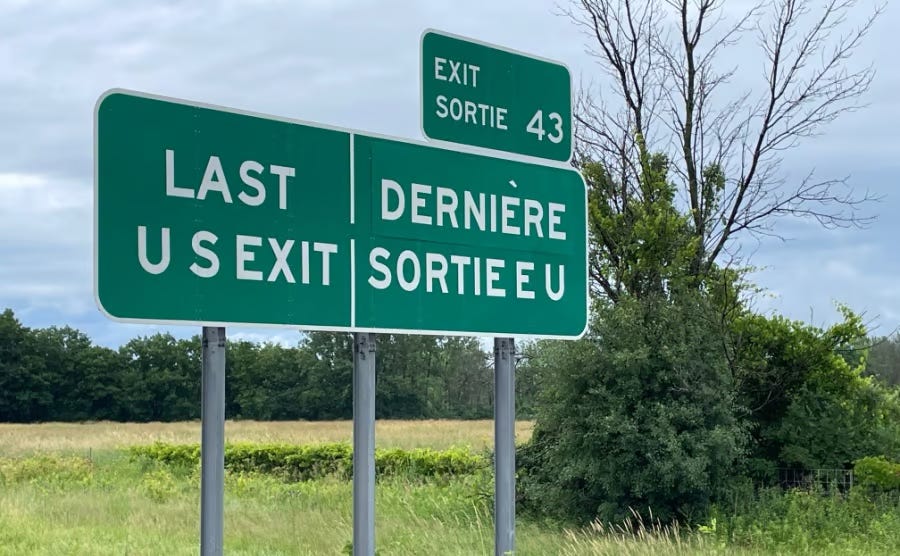 EXIT
SORTIE 43
LAST
U S EXIT
DERNIÈRE
SORTIE E U